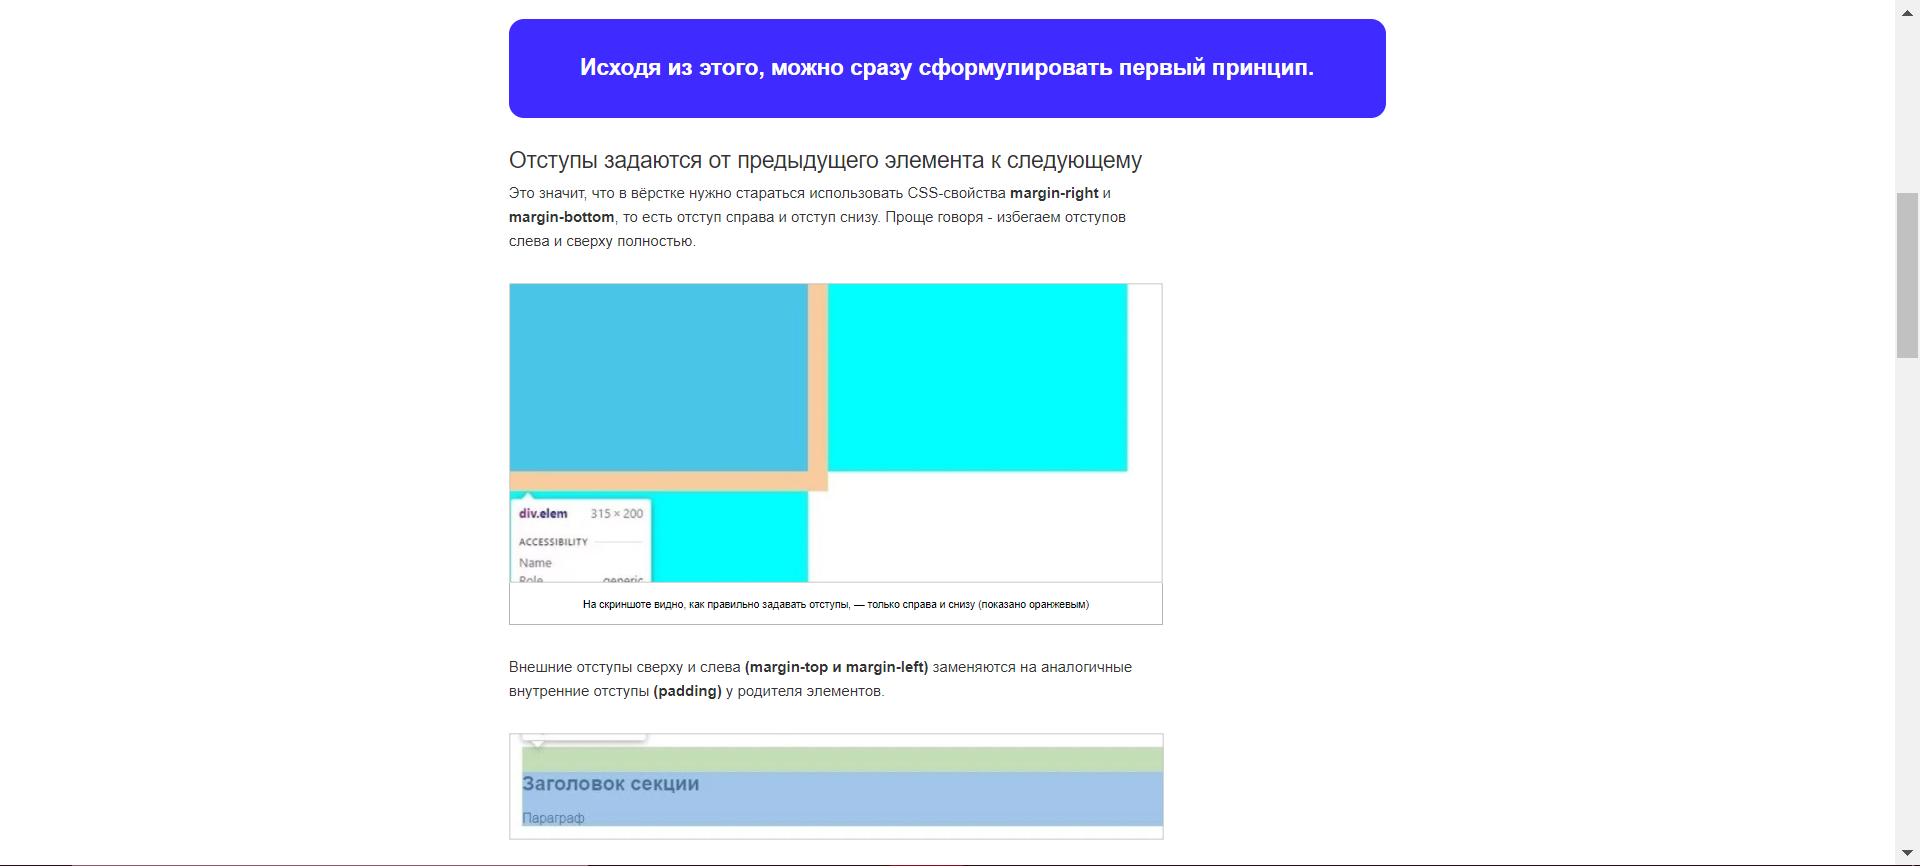 Исходя из этого, можно сразу сформулировать первый принцип.
Отступы задаются от предыдущего элемента к следующему
Это значит, что в вёрстке нужно стараться использовать CSS-свойства margin-right и
margin-bottom, то есть отступ справа и отступ снизу. Проще говоря - избегаем отступов
слева и сверху полностью.
div.elem 315 × 200
ACCESSIBILITY
Name
Role generic
На скриншоте видно, как правильно задавать отступы, — только справа и снизу (показано оранжевым)
Внешние отступы сверху и слева (margin-top и margin-left) заменяются на аналогичные
внутренние отступы (padding) у родителя элементов.
Заголовок секции
Параграф